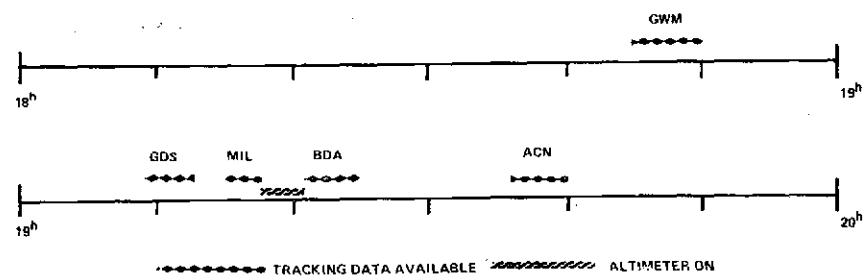 GWM
18h 19h
GDS MIL BDA ACN
19h 20h
TRACKING DATA AVAILABLE ALTIMETER ON